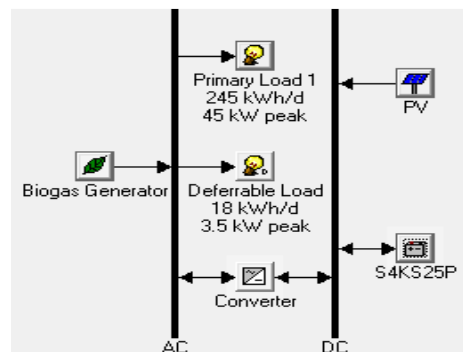 Primary Load 1
245 kWh/d
45 kW peak
PV
Biogas Generator
Deferrable Load
18 kWh/d
3.5 kW peak
S4KS25P
Converter
AC
DC